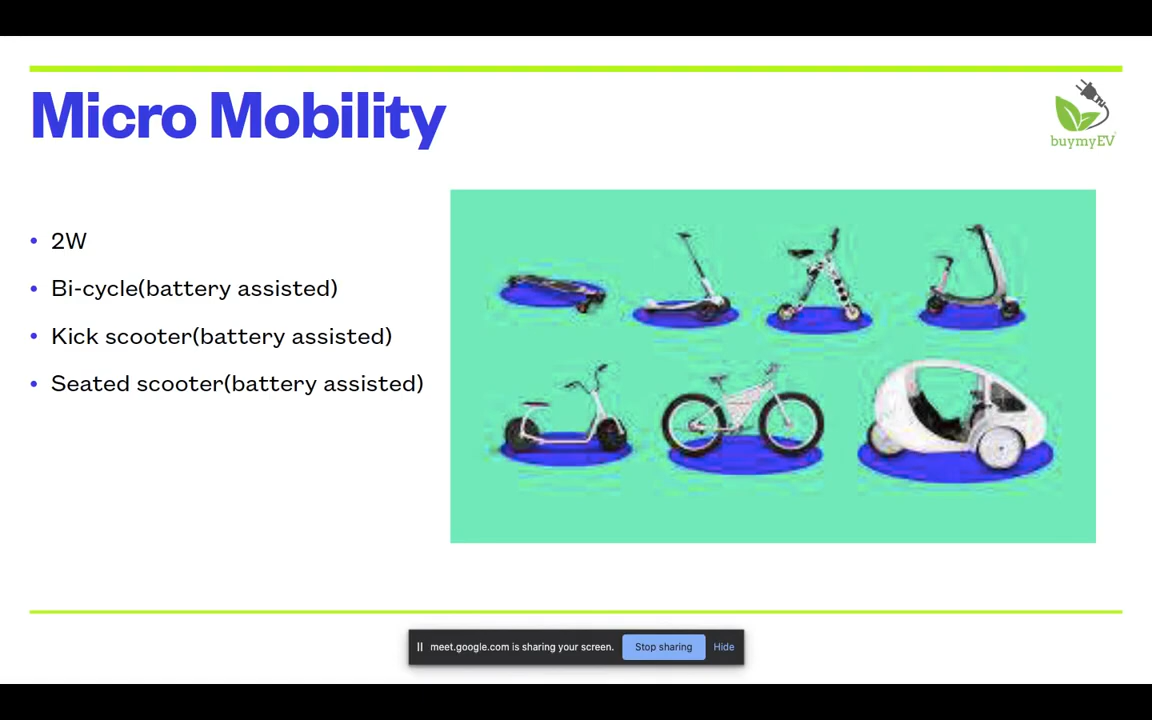 Micro Mobility
buymyEV
• 2W
• Bi-cycle(battery assisted)
• Kick scooter(battery assisted)
• Seated scooter(battery assisted)
meet.google.com is sharing your screen. Stop sharing Hide